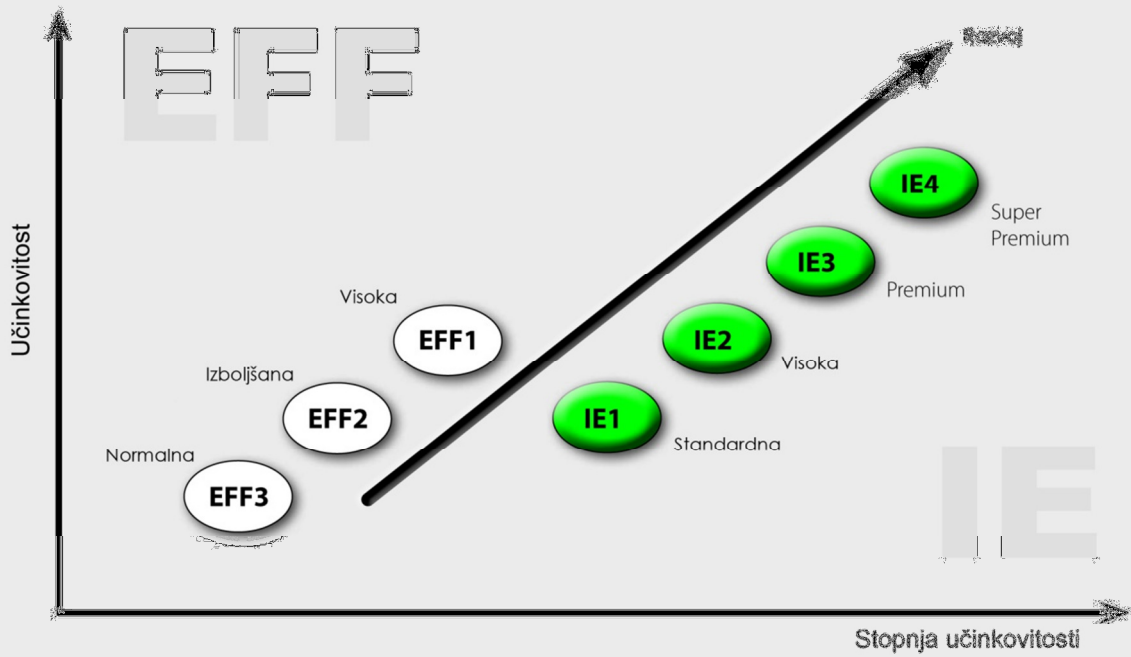 EFF
Razvoj
IE4
Super
Premium
IE3
Premium
Visoka
EFF1
IE2
Visoka
Izboljšana
EFF2
IE1
Standardna
Normalna
EFF3
IE
Učinkovitost
Stopnja učinkovitosti